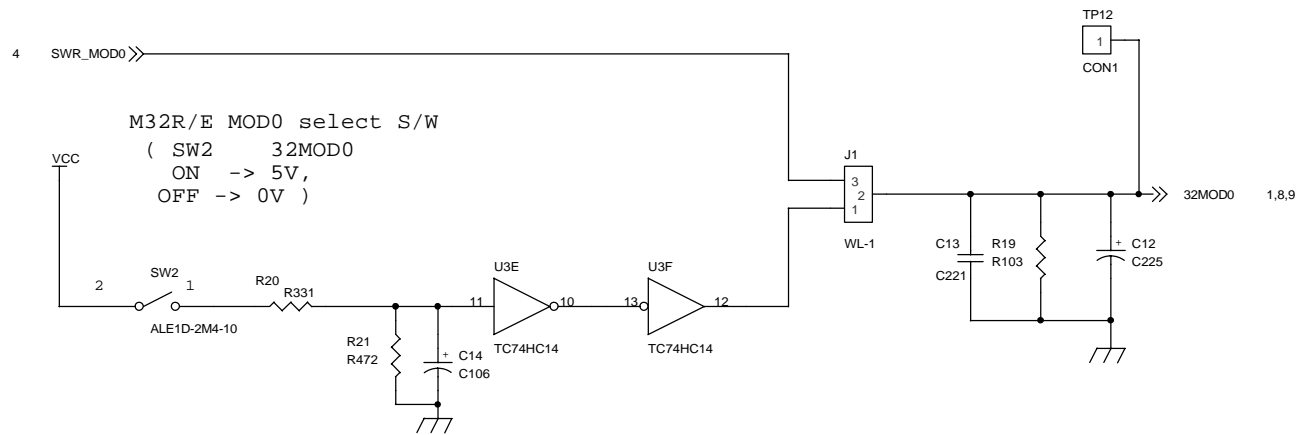 TP12
1
CON1
4 SWR_MOD0
M32R/E MOD0 select S/W
( SW2 32MOD0
ON -> 5V,
OFF -> 0V )
VCC
J1
3
2
1
WL-1
32MOD0 1,8,9
C13
C221
R19
R103
+
C12
C225
2
SW2
1
ALE1D-2M4-10
R20
R331
U3E
11
10
TC74HC14
U3F
13
12
TC74HC14
R21
R472
+
C14
C106